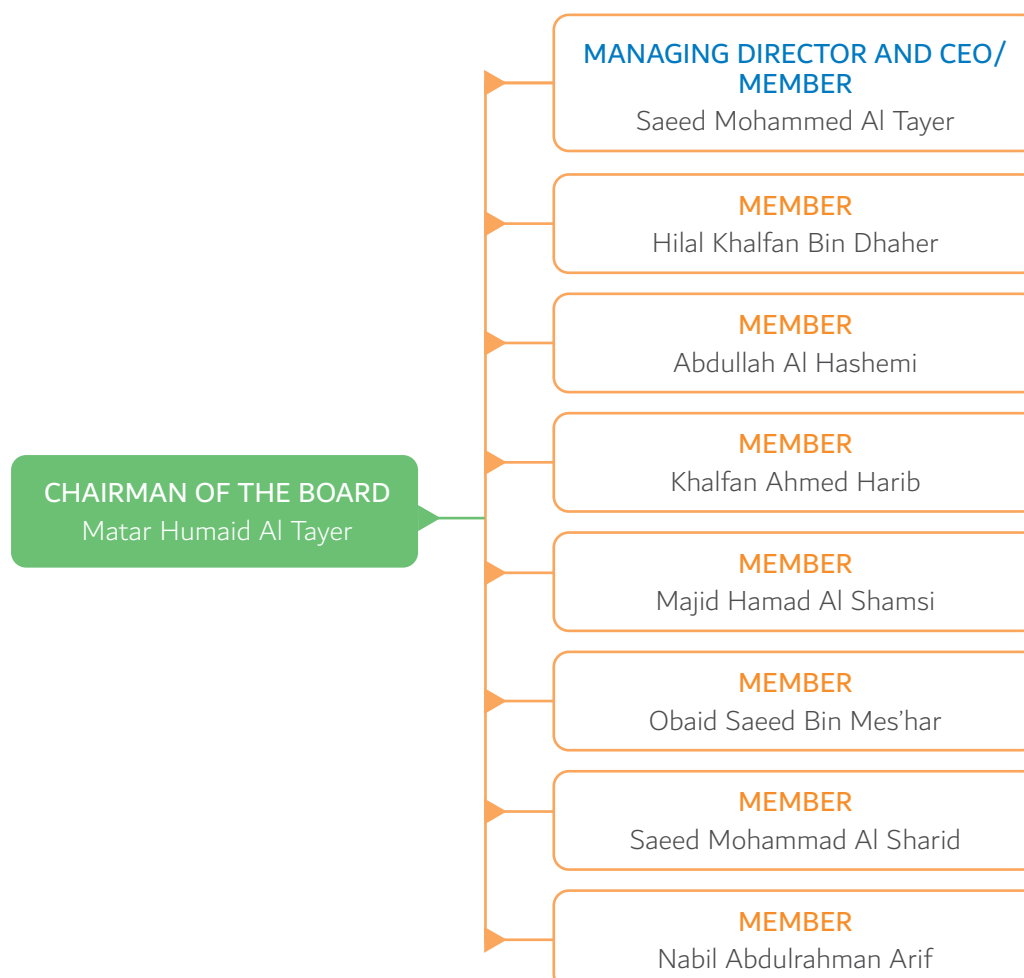 MANAGING DIRECTOR AND CEO/
MEMBER
Saeed Mohammed Al Tayer
MEMBER
Hilal Khalfan Bin Dhaher
MEMBER
Abdullah Al Hashemi
MEMBER
Khalfan Ahmed Harib
CHAIRMAN OF THE BOARD
Matar Humaid Al Tayer
MEMBER
Majid Hamad Al Shamsi
MEMBER
Obaid Saeed Bin Mes’har
MEMBER
Saeed Mohammad Al Sharid
MEMBER
Nabil Abdulrahman Arif